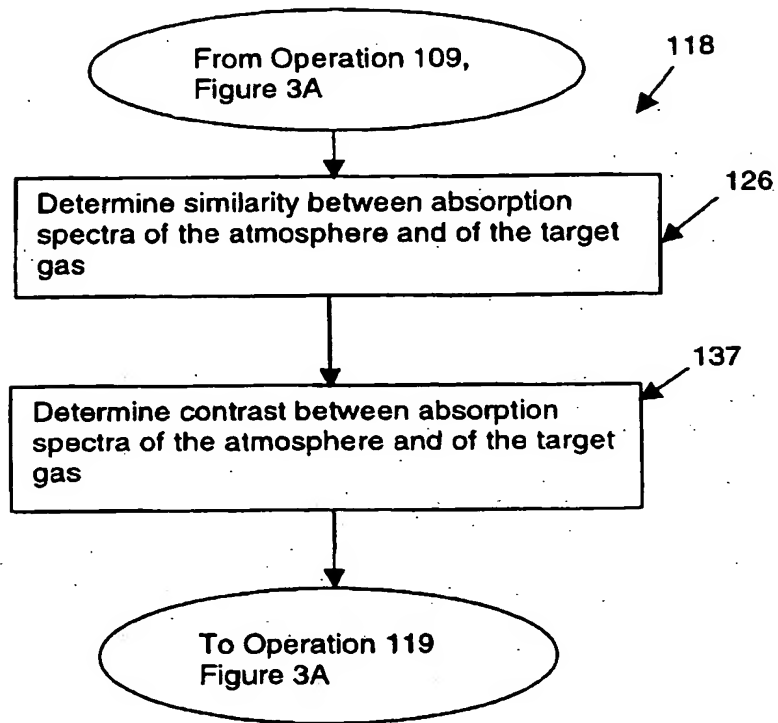 From Operation 109,
Figure 3A
118
Determine similarity between absorption
spectra of the atmosphere and of the target
gas
126
137
Determine contrast between absorption
spectra of the atmosphere and of the target
gas
To Operation 119
Figure 3A